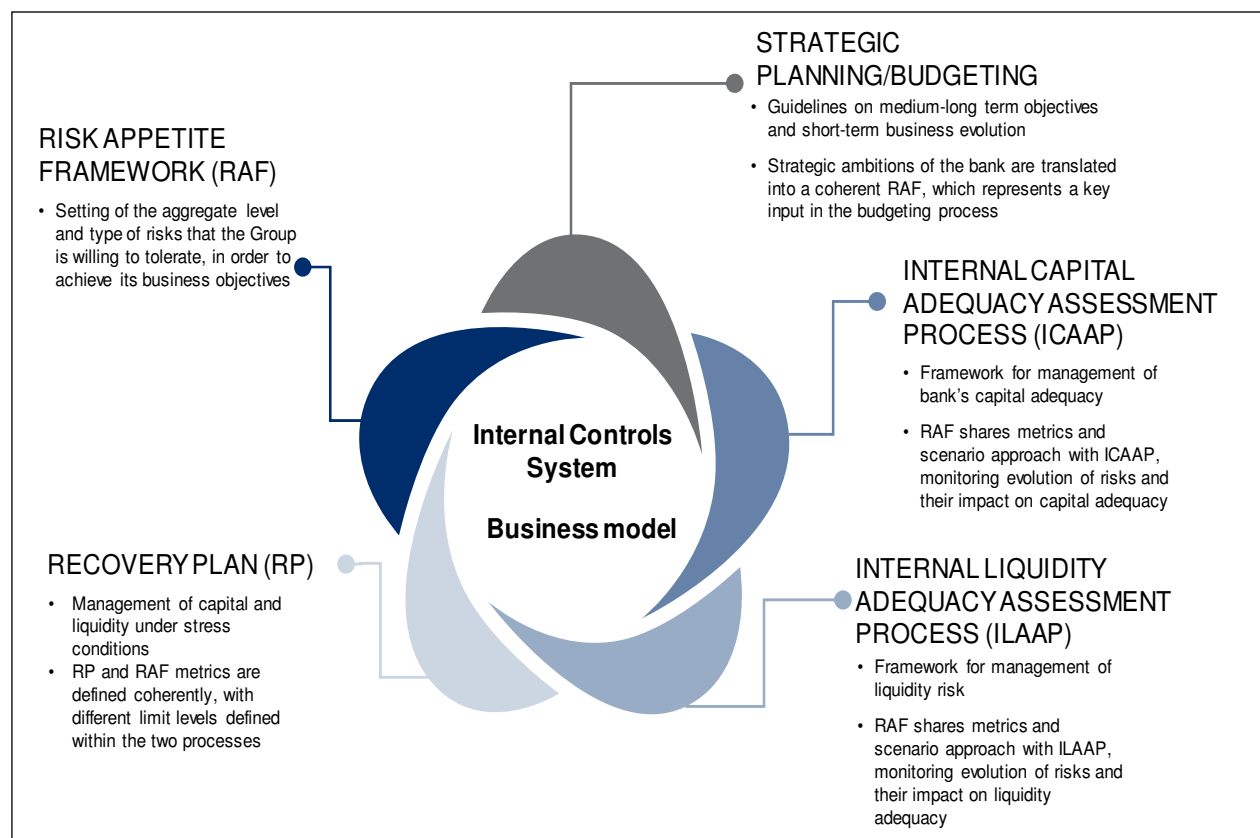 STRATEGIC
PLANNING/BUDGETING
• Guidelines on medium-long term objectives
and short-term business evolution
• Strategic ambitions of the bank are translated
into a coherent RAF, which represents a key
input in the budgeting process
RISK APPETITE
FRAMEWORK (RAF)
• Setting of the aggregate level
and type of risks that the Group
is willing to tolerate, in order to
achieve its business objectives
INTERNAL CAPITAL
ADEQUACY ASSESSMENT
PROCESS (ICAAP)
• Framework for management of
bank's capital adequacy
• RAF shares metrics and
scenario approach with ICAAP,
monitoring evolution of risks and
their impact on capital adequacy
Internal Controls
System
Business model
RECOVERY PLAN (RP)
• Management of capital and
liquidity under stress
conditions
• RP and RAF metrics are
defined coherently, with
different limit levels defined
within the two processes
INTERNAL LIQUIDITY
ADEQUACY ASSESSMENT
PROCESS (ILAAP)
• Framework for management of
liquidity risk
• RAF shares metrics and
scenario approach with ILAAP,
monitoring evolution of risks and
their impact on liquidity
adequacy